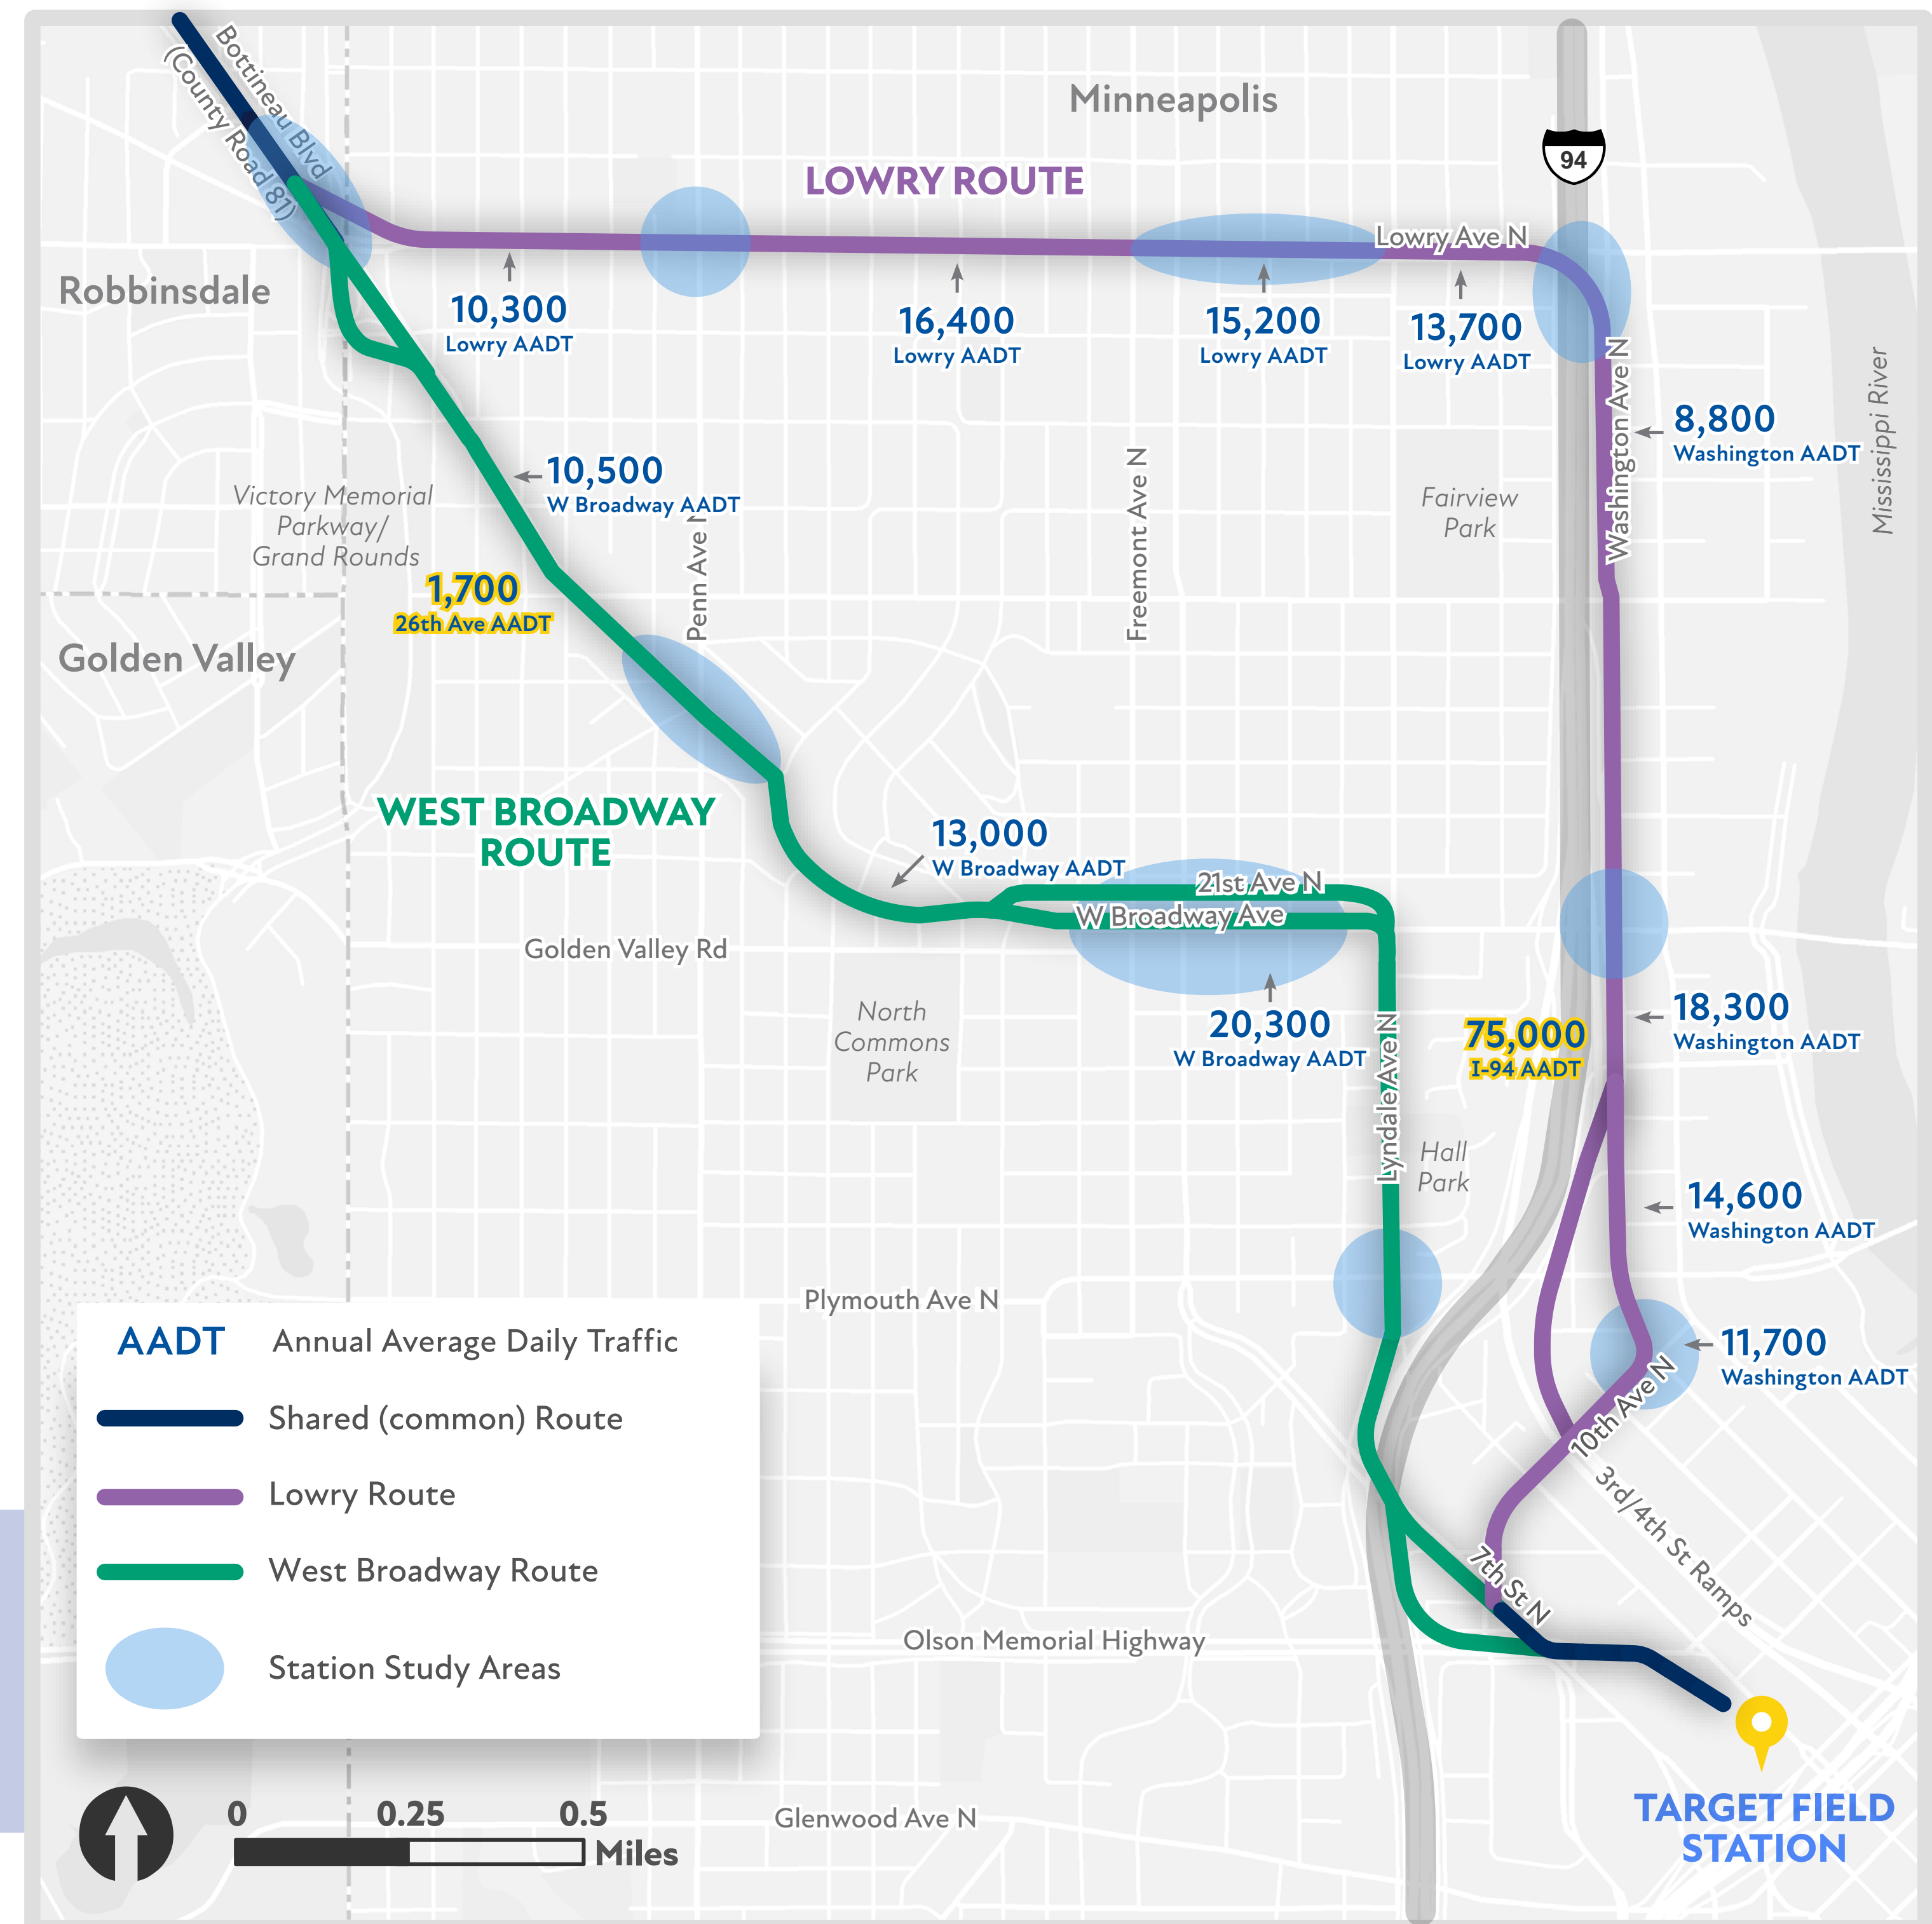 Bottineau Blvd
(County Road 81)
Minneapolis
94
LOWRY ROUTE
Lowry Ave N
Robbinsdale
10,300
Lowry AADT
16,400
Lowry AADT
15,200
Lowry AADT
13,700
Lowry AADT
Washington Ave N
8,800
Washington AADT
Mississippi River
10,500
W Broadway AADT
Victory Memorial
Parkway/
Grand Rounds
Penn Ave N
Freemont Ave N
Fairview
Park
1,700
26th Ave AADT
Golden Valley
WEST BROADWAY
ROUTE
13,000
W Broadway AADT
21st Ave N
W Broadway Ave
Golden Valley Rd
North
Commons
Park
20,300
W Broadway AADT
Lyndale Ave N
75,000
I-94 AADT
18,300
Washington AADT
Hall
Park
14,600
Washington AADT
Plymouth Ave N
11,700
Washington AADT
10th Ave N
3rd/4th St Ramps
7th St N
Olson Memorial Highway
AADT Annual Average Daily Traffic
Shared (common) Route
Lowry Route
West Broadway Route
Station Study Areas
TARGET FIELD
STATION
0 0.25 0.5
Miles
Glenwood Ave N